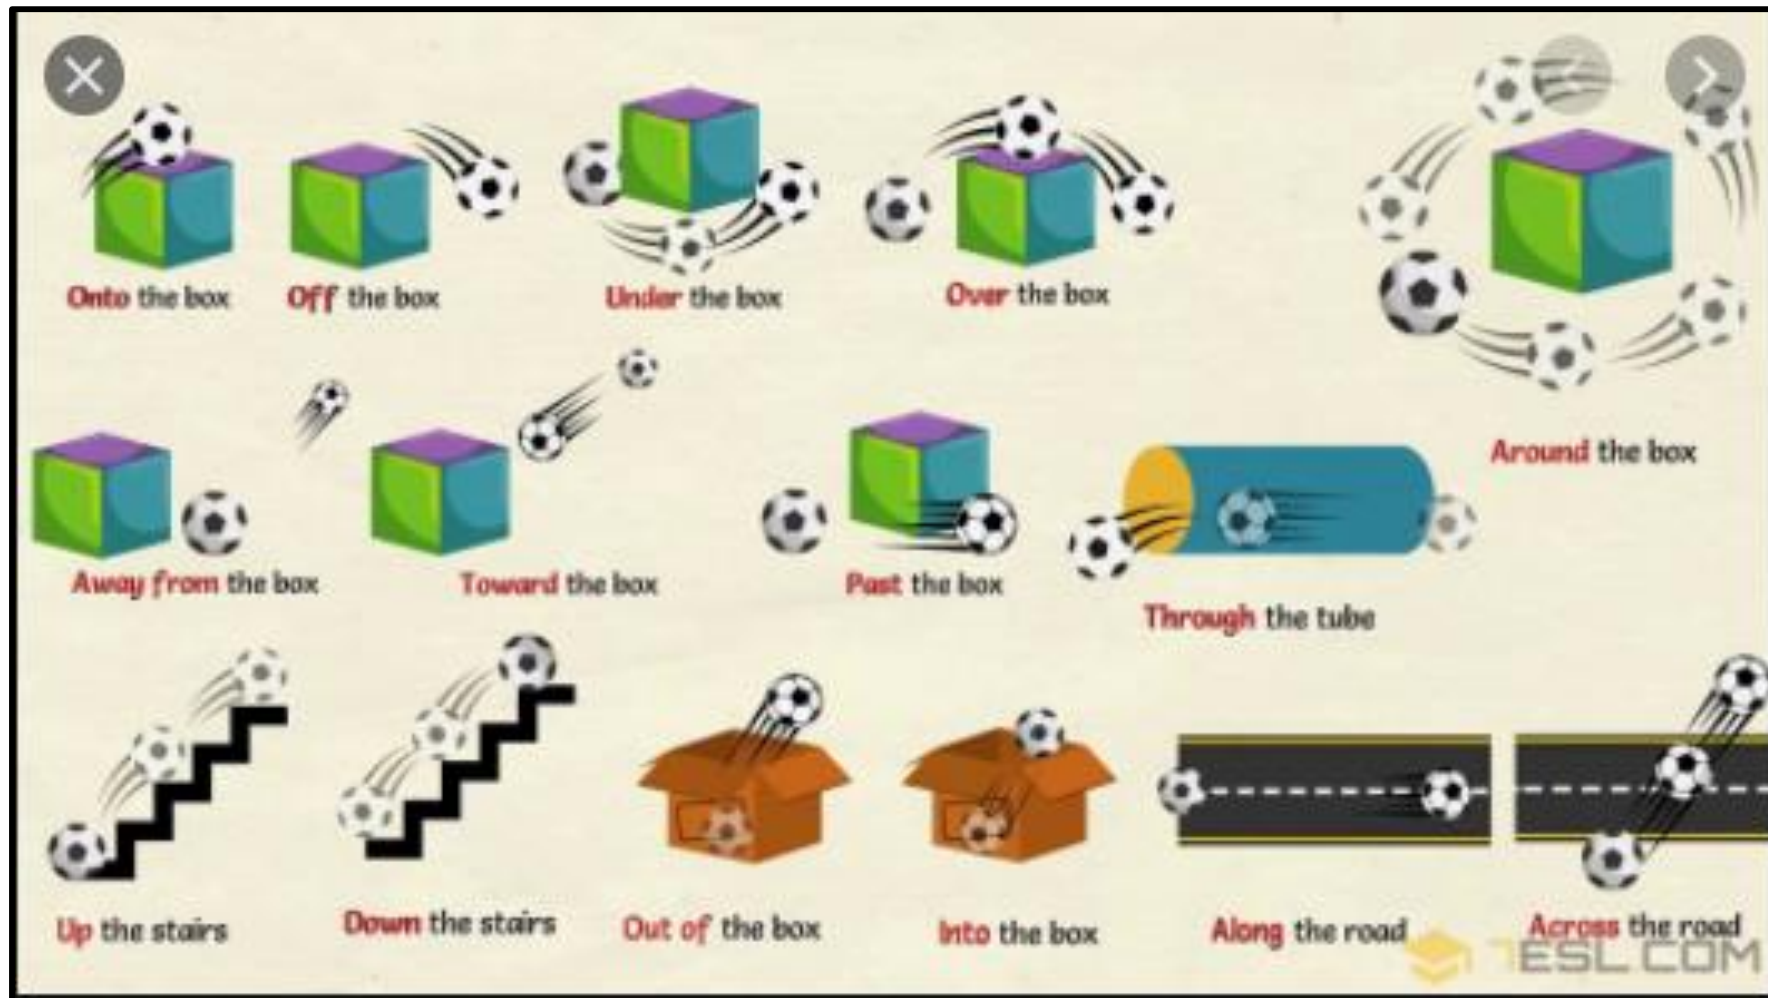 Onto the box
Off the box
Under the box
Over the box
Around the box
Away from the box
Toward the box
Past the box
Through the tube
Up the stairs
Down the stairs
Out of the box
Into the box
Along the road
Across the road
7ESL.COM